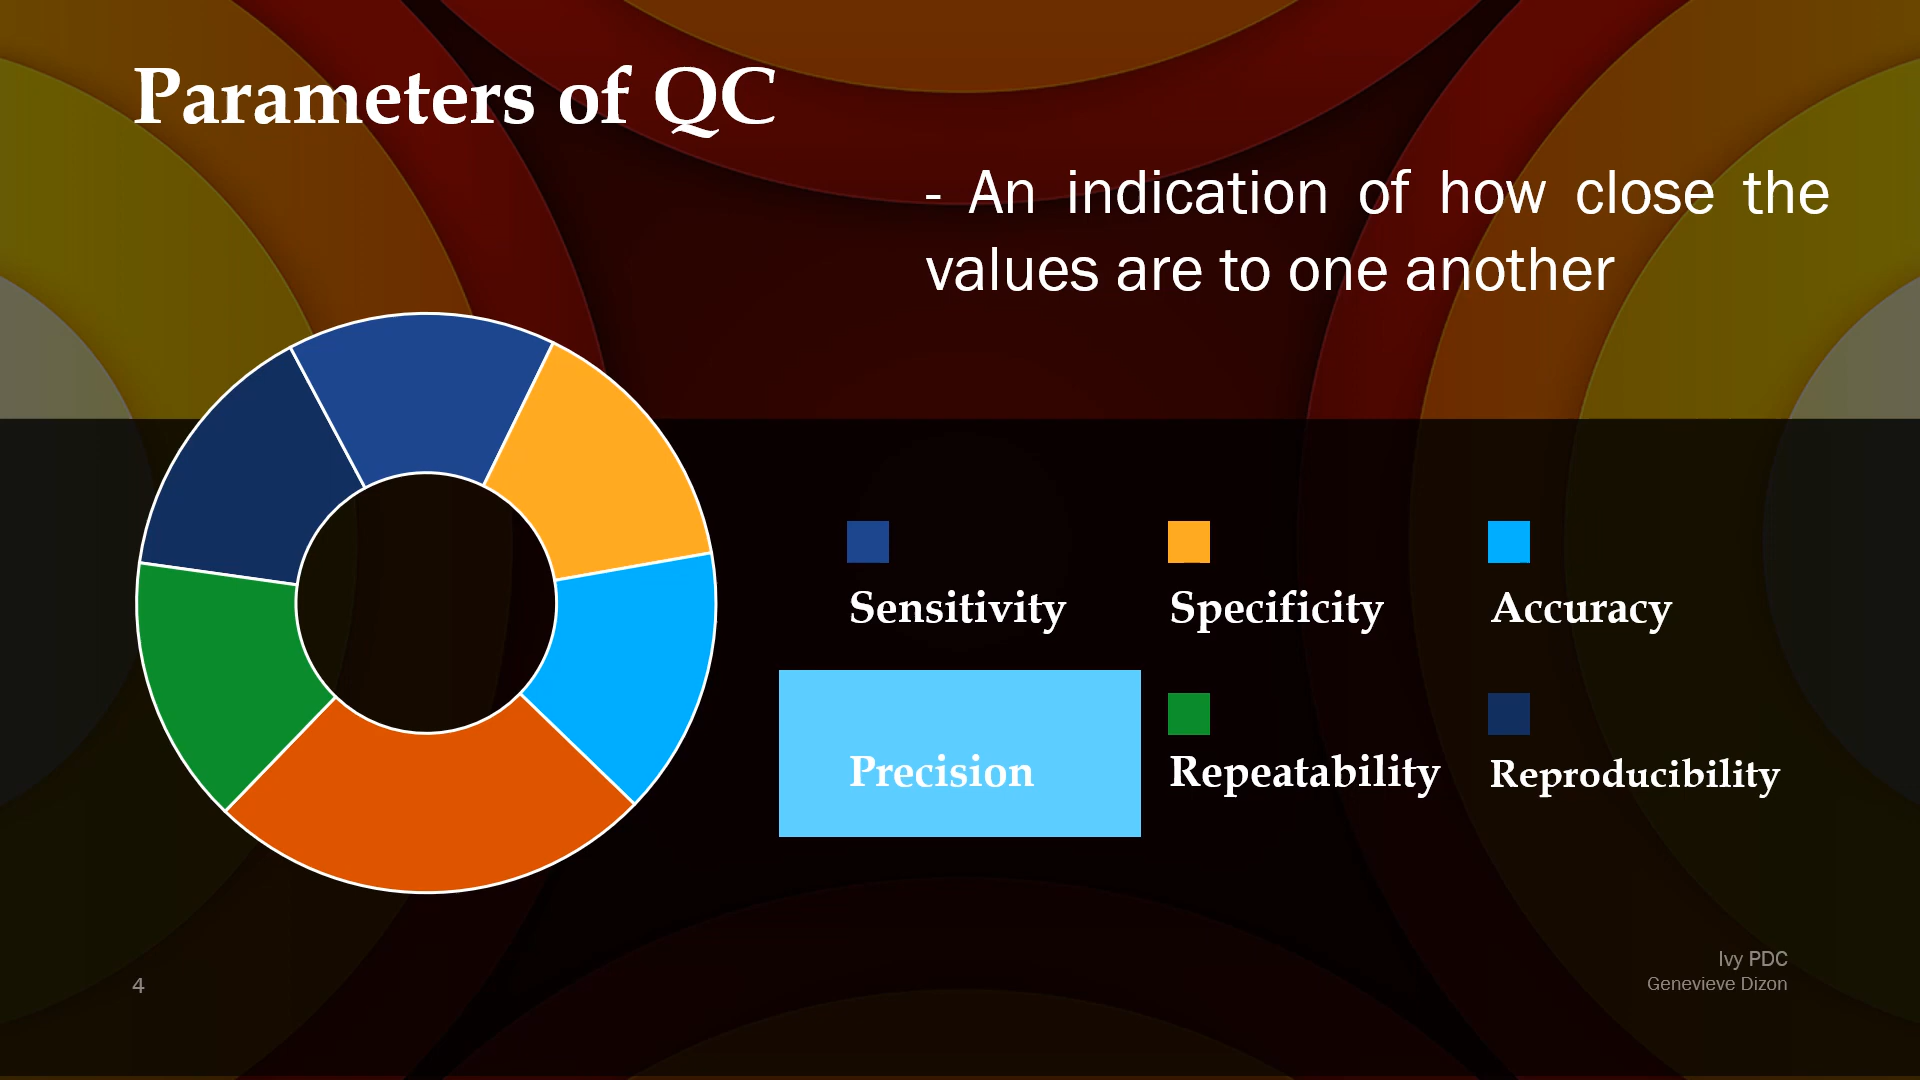 Parameters of QC
- An indication of how close the
values are to one another
Sensitivity
Specificity
Accuracy
Precision
Repeatability
Reproducibility
4
Ivy PDC
Genevieve Dizon